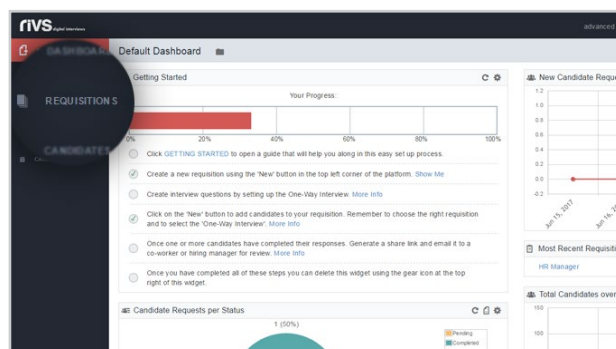 rivs digital interviews
advanced
DASHBOAR
Default Dashboard
REQUISITIONS
CANDIDATES
Getting Started
Your Progress:
0% 20% 40% 60% 80% 100%
Click GETTING STARTED to open a guide that will help you along in this easy set up process.
Create a new requisition using the 'New' button in the top left corner of the platform. Show Me
Create interview questions by setting up the One-Way Interview. More Info
Click on the 'New' button to add candidates to your requisition. Remember to choose the right requisition
and to select the 'One-Way Interview'. More Info
Once one or more candidates have completed their responses. Generate a share link and email it to a
co-worker or hiring manager for review. More Info
Once you have completed all of these steps you can delete this widget using the gear icon at the top
right of this widget.
Candidate Requests per Status
1 (50%)
Pending
Completed
New Candidate Reque
1.2
1.0
0.8
0.6
0.4
0.2
0.0
-0.2
Jun 15, 2017
Jun 16, 20
Most Recent Requisiti
HR Manager
Total Candidates over
150
100